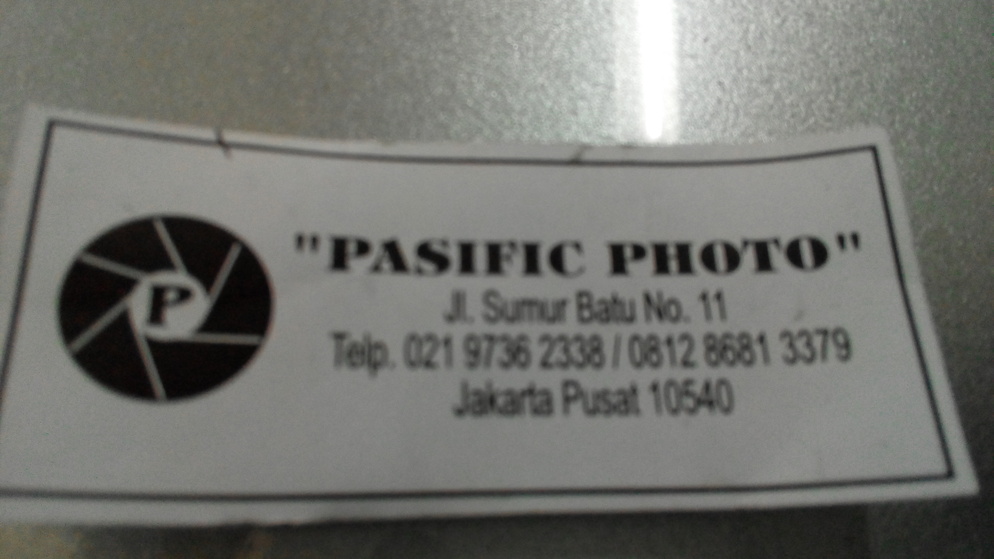 P
"PASIFIC PHOTO"
Jl. Sumur Batu No. 11
Telp. 021 9736 2338 / 0812 8681 3379
Jakarta Pusat 10540